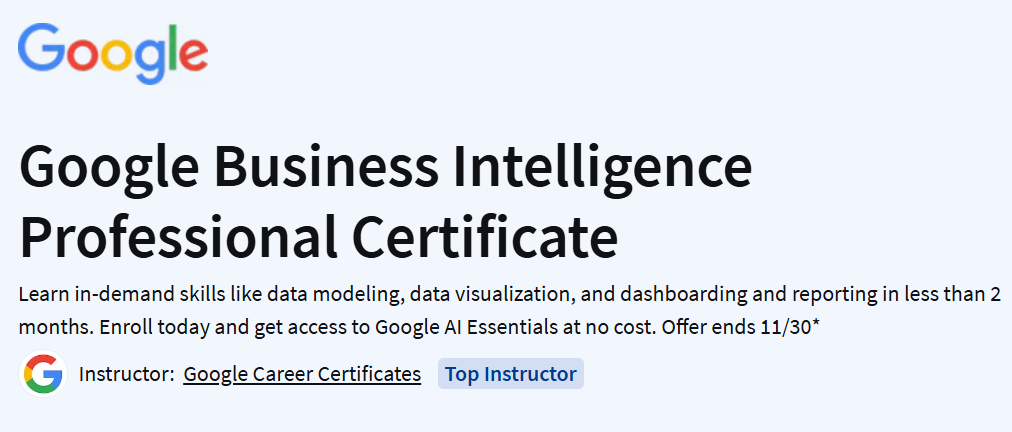 Google
Google Business Intelligence
Professional Certificate
Learn in-demand skills like data modeling, data visualization, and dashboarding and reporting in less than 2
months. Enroll today and get access to Google AI Essentials at no cost. Offer ends 11/30*
G Instructor: Google Career Certificates Top Instructor